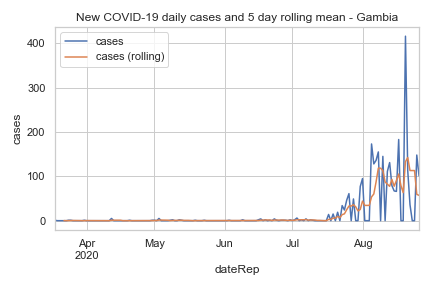 New COVID-19 daily cases and 5 day rolling mean - Gambia
cases
cases (rolling)
400
300
200
100
0
cases
Apr
2020
May
Jun
Jul
Aug
dateRep